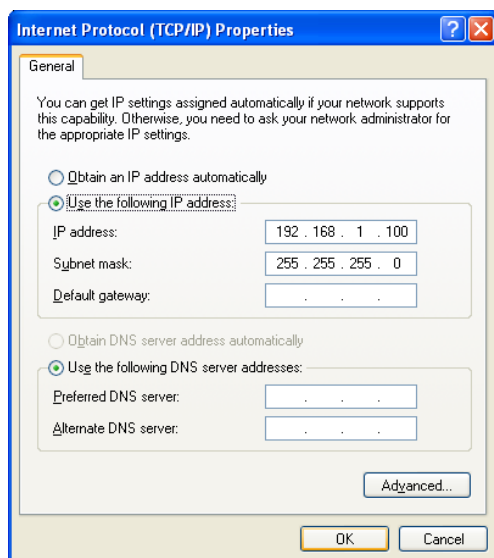 Internet Protocol (TCP/IP) Properties
General
You can get IP settings assigned automatically if your network supports
this capability. Otherwise, you need to ask your network administrator for
the appropriate IP settings.
Obtain an IP address automatically
Use the following IP address:
IP address: 192 . 168 . 1 . 100
Subnet mask: 255 . 255 . 255 . 0
Default gateway: . . .
Obtain DNS server address automatically
Use the following DNS server addresses:
Preferred DNS server: . . .
Alternate DNS server: . . .
Advanced...
OK Cancel